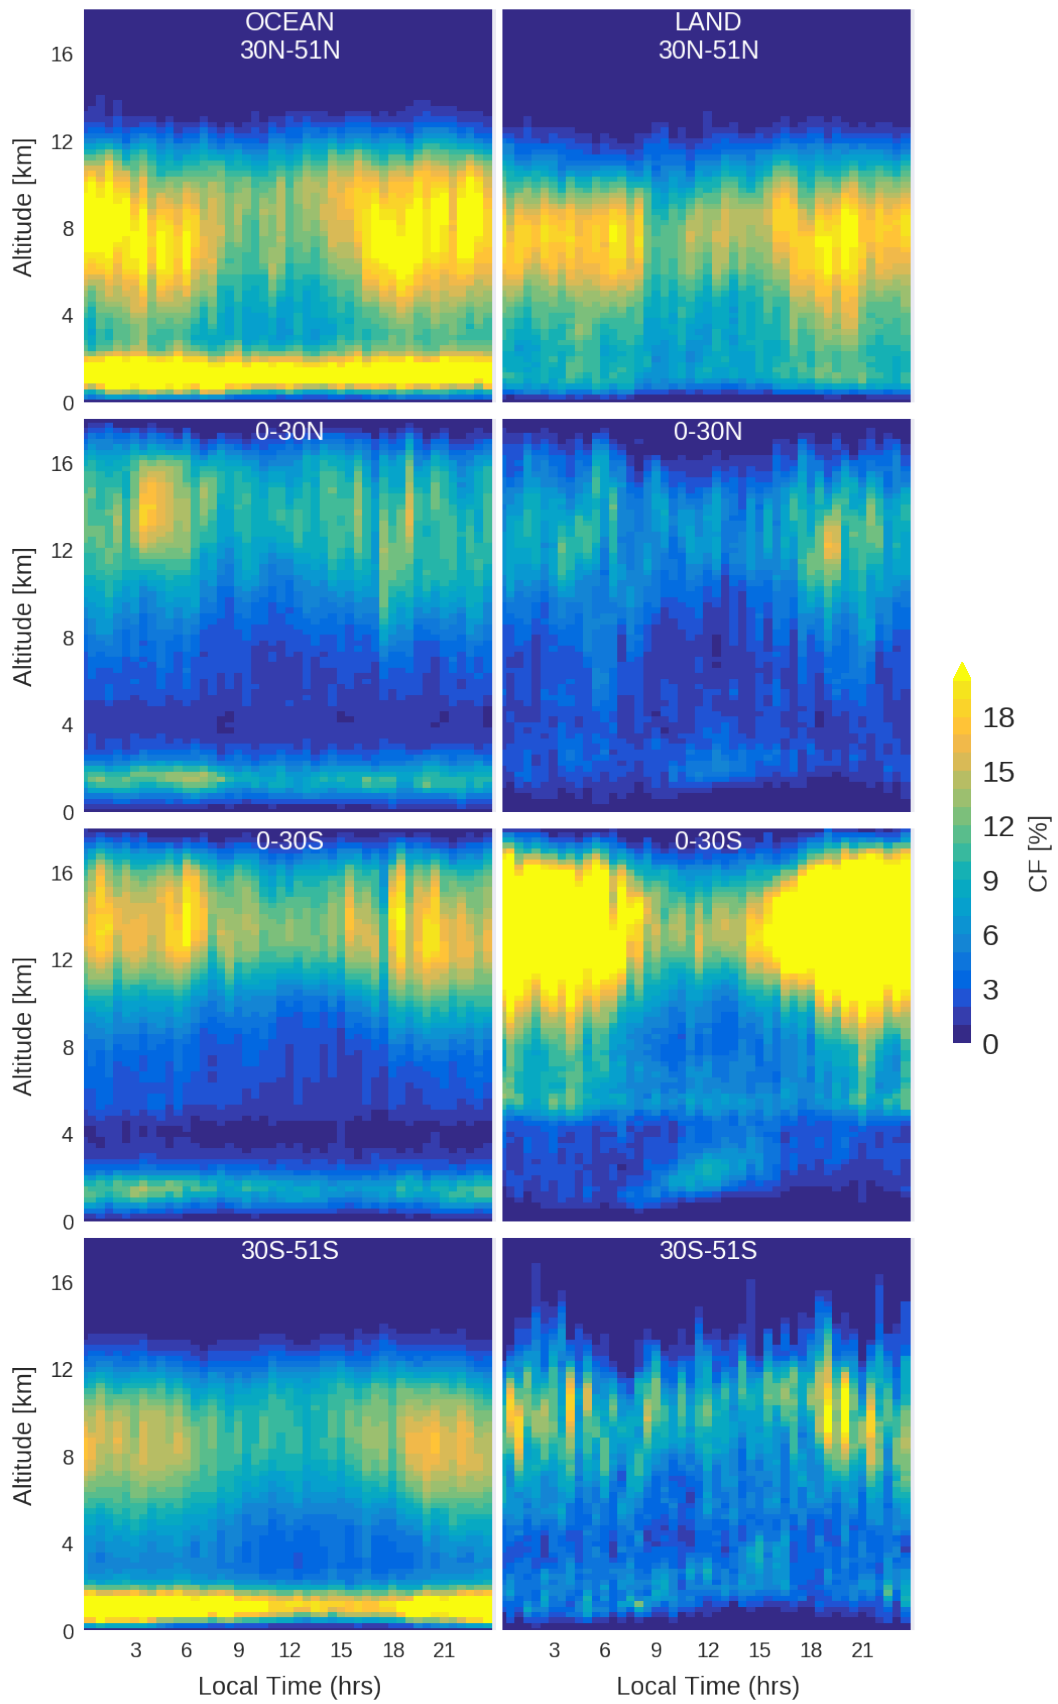 OCEAN
30N-51N
LAND
30N-51N
16
12
8
4
0
Altitude [km]
0-30N
0-30N
16
12
8
4
0
Altitude [km]
0-30S
0-30S
16
12
8
4
0
Altitude [km]
30S-51S
30S-51S
16
12
8
4
0
Altitude [km]
3 6 9 12 15 18 21
Local Time (hrs)
3 6 9 12 15 18 21
Local Time (hrs)
18
15
12
9
6
3
0
CF [%]